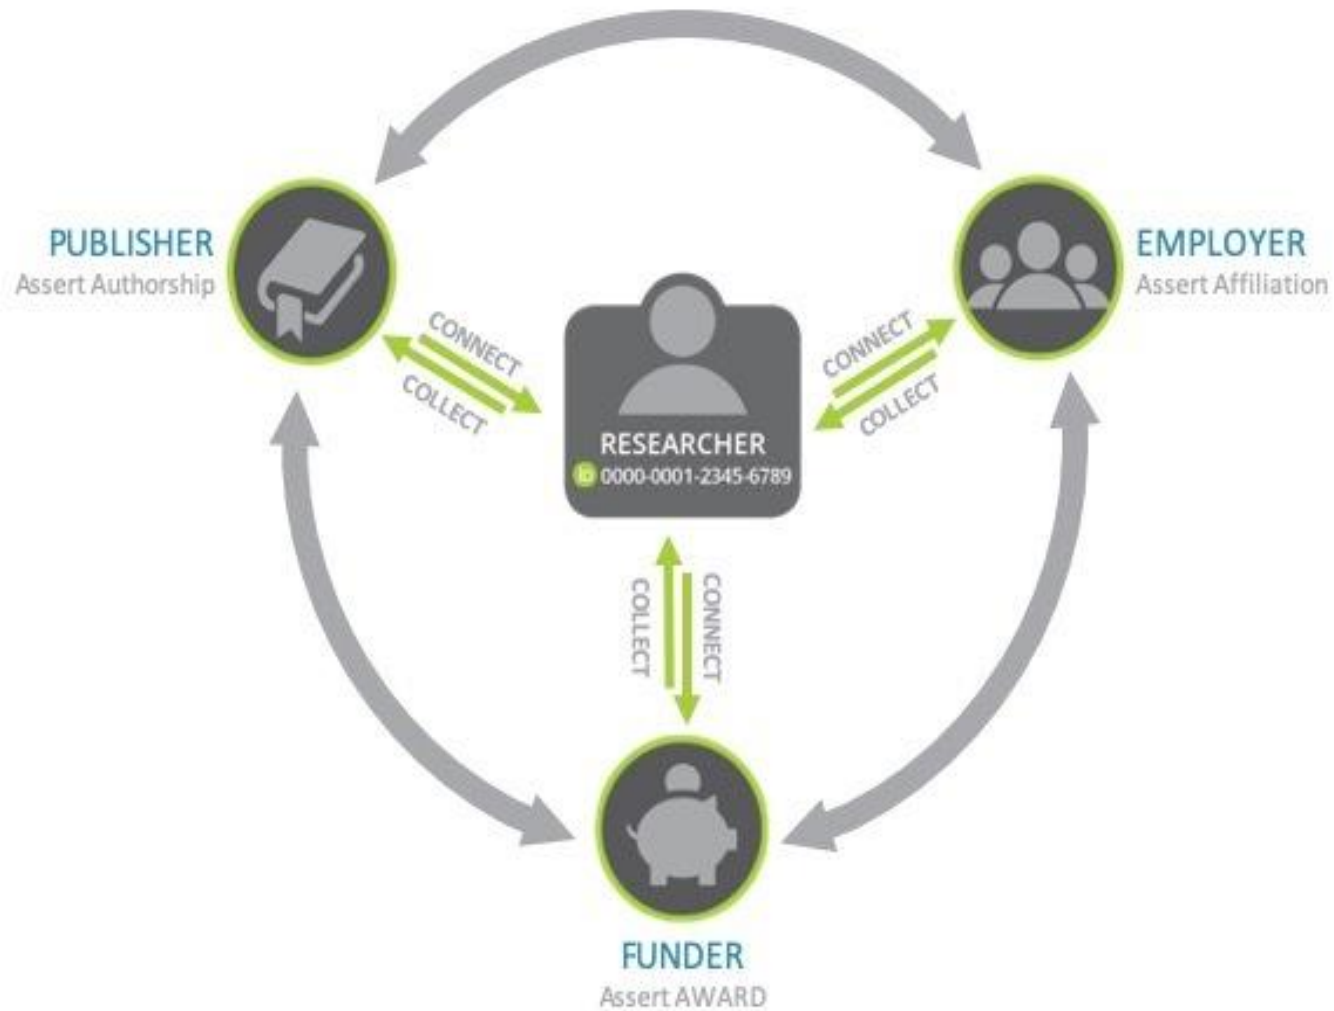 PUBLISHER
Assert Authorship
EMPLOYER
Assert Affiliation
CONNECT
COLLECT
CONNECT
COLLECT
RESEARCHER
iD 0000-0001-2345-6789
COLLECT
CONNECT
FUNDER
Assert AWARD